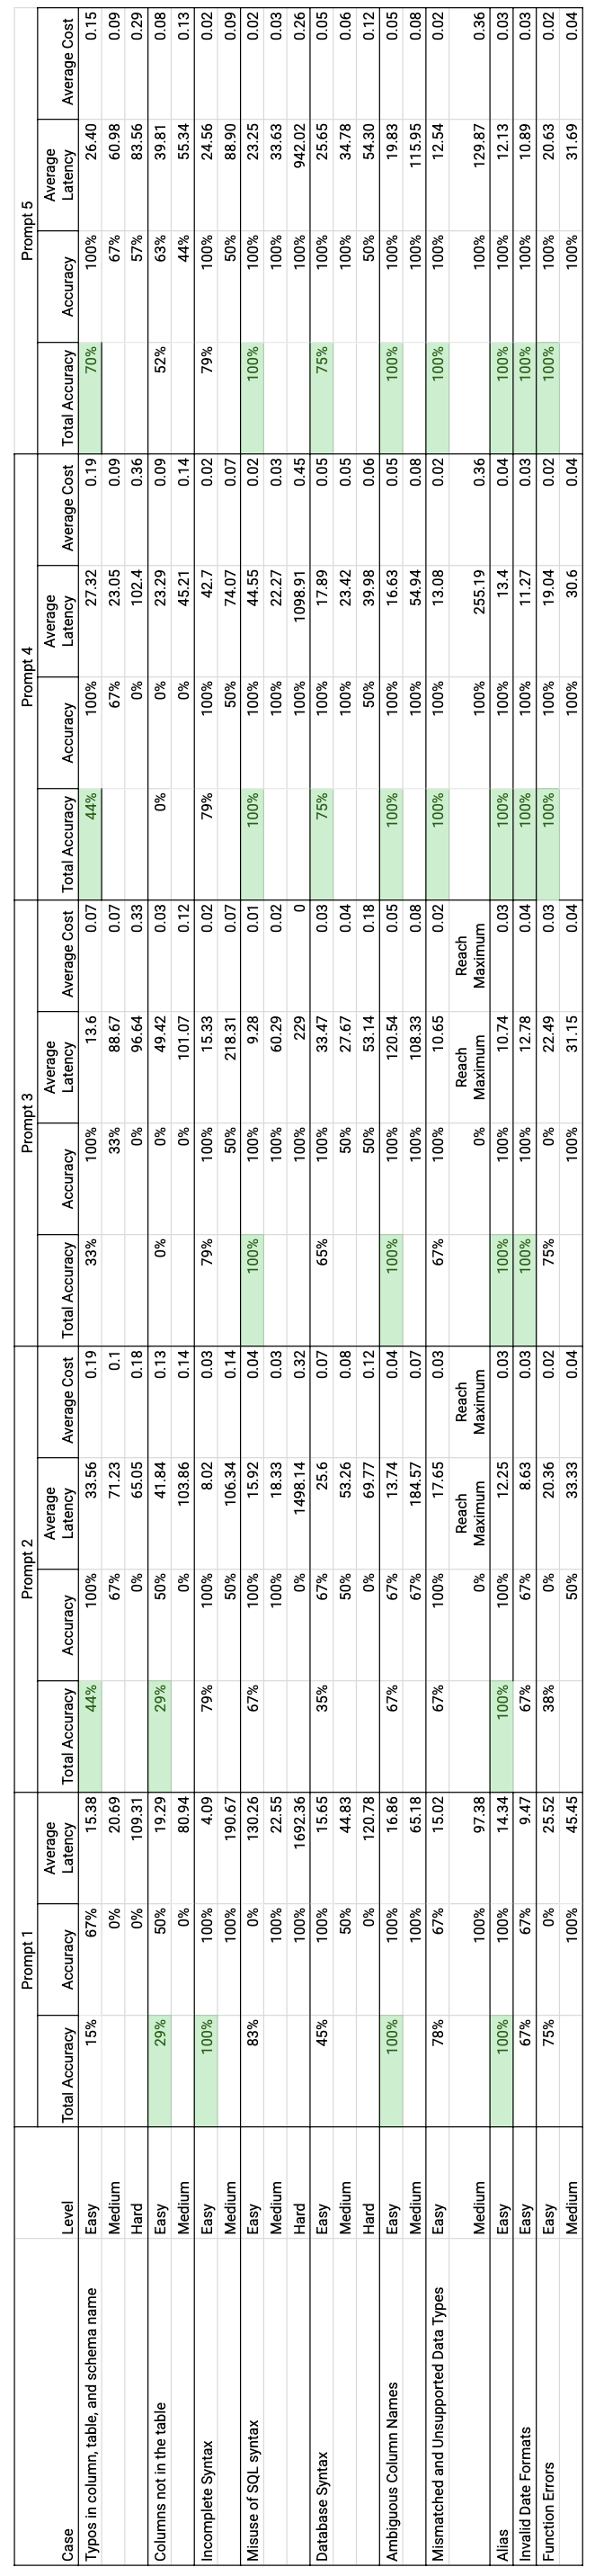 Prompt 1 Prompt 2 Prompt 3 Prompt 4 Prompt 5
Case Level Total Accuracy Accuracy Average Latency Total Accuracy Accuracy Average Latency Average Cost Total Accuracy Accuracy Average Latency Average Cost Total Accuracy Accuracy Average Latency Average Cost Total Accuracy Accuracy Average Latency Average Cost
Typos in column, table, and schema name Easy 15% 67% 15.38 44% 100% 33.56 0.19 33% 100% 13.6 0.07 44% 100% 27.32 0.19 70% 100% 26.40 0.15
Medium 0% 20.69 67% 71.23 0.1 33% 88.67 0.07 67% 23.05 0.09 67% 60.98 0.09
Hard 0% 109.31 0% 65.05 0.18 0% 96.64 0.33 0% 102.4 0.36 57% 83.56 0.29
Columns not in the table Easy 29% 50% 19.29 29% 50% 41.84 0.13 0% 0% 49.42 0.03 0% 0% 23.29 0.09 52% 63% 39.81 0.08
Medium 0% 80.94 0% 103.86 0.14 0% 101.07 0.12 0% 45.21 0.14 44% 55.34 0.13
Incomplete Syntax Easy 100% 100% 4.09 79% 100% 8.02 0.03 79% 100% 15.33 0.02 79% 100% 42.7 0.02 79% 100% 24.56 0.02
Medium 100% 190.67 50% 106.34 0.14 50% 218.31 0.07 50% 74.07 0.07 50% 88.90 0.09
Misuse of SQL syntax Easy 83% 0% 130.26 67% 100% 15.92 0.04 100% 100% 9.28 0.01 100% 100% 44.55 0.02 100% 100% 23.25 0.02
Medium 100% 22.55 100% 18.33 0.03 100% 60.29 0.02 100% 22.27 0.03 100% 33.63 0.03
Hard 100% 1692.36 0% 1498.14 0.32 100% 229 0 100% 1098.91 0.45 100% 942.02 0.26
Database Syntax Easy 45% 100% 15.65 35% 67% 25.6 0.07 65% 100% 33.47 0.03 75% 100% 17.89 0.05 75% 100% 25.65 0.05
Medium 50% 44.83 50% 53.26 0.08 50% 27.67 0.04 100% 23.42 0.05 100% 34.78 0.06
Hard 0% 120.78 0% 69.77 0.12 50% 53.14 0.18 50% 39.98 0.06 50% 54.30 0.12
Ambiguous Column Names Easy 100% 100% 16.86 67% 67% 13.74 0.04 100% 100% 120.54 0.05 100% 100% 16.63 0.05 100% 100% 19.83 0.05
Medium 100% 65.18 67% 184.57 0.07 100% 108.33 0.08 100% 54.94 0.08 100% 115.95 0.08
Mismatched and Unsupported Data Types Easy 78% 67% 15.02 67% 100% 17.65 0.03 67% 100% 10.65 0.02 100% 100% 13.08 0.02 100% 100% 12.54 0.02
Medium 100% 97.38 0% Reach Maximum Reach Maximum 0% Reach Maximum Reach Maximum 100% 255.19 0.36 100% 129.87 0.36
Alias Easy 100% 100% 14.34 100% 100% 12.25 0.03 100% 100% 10.74 0.03 100% 100% 13.4 0.04 100% 100% 12.13 0.03
Invalid Date Formats Easy 67% 67% 9.47 67% 67% 8.63 0.03 100% 100% 12.78 0.04 100% 100% 11.27 0.03 100% 100% 10.89 0.03
Function Errors Easy 75% 0% 25.52 38% 0% 20.36 0.02 75% 0% 22.49 0.03 100% 100% 19.04 0.02 100% 100% 20.63 0.02
Medium 100% 45.45 50% 33.33 0.04 100% 31.15 0.04 100% 30.6 0.04 100% 31.69 0.04